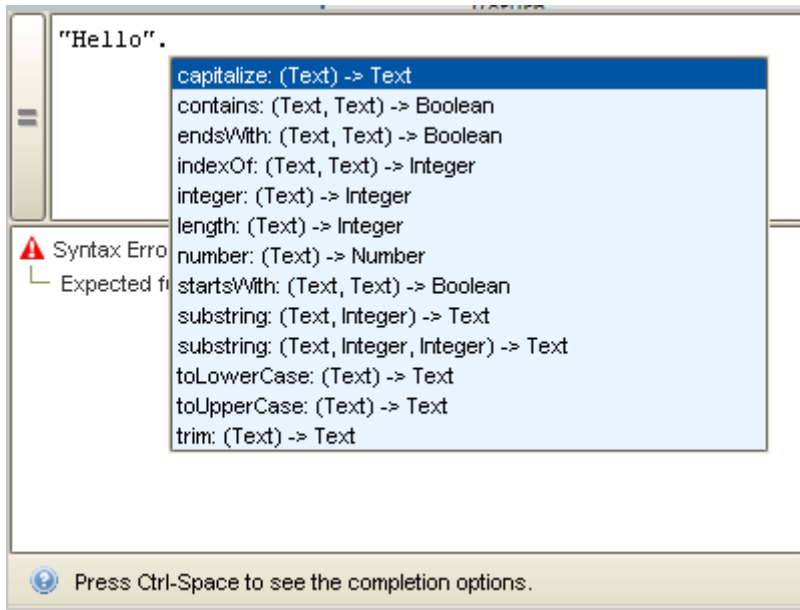 "Hello".
capitalize: (Text) -> Text
contains: (Text, Text) -> Boolean
endsWith: (Text, Text) -> Boolean
indexOf: (Text, Text) -> Integer
integer: (Text) -> Integer
length: (Text) -> Integer
number: (Text) -> Number
startsWith: (Text, Text) -> Boolean
substring: (Text, Integer) -> Text
substring: (Text, Integer, Integer) -> Text
toLowerCase: (Text) -> Text
toUpperCase: (Text) -> Text
trim: (Text) -> Text
Syntax Erro
Expected f
Press Ctrl-Space to see the completion options.